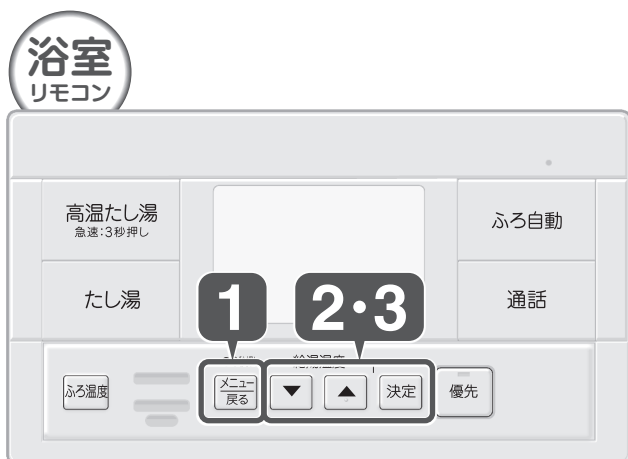 浴室
リモコン
高温たし湯
急速:3秒押し
ふろ自動
たし湯
1
2・3
通話
ふろ温度
メニュー
戻る
▼
▲
決定
優先